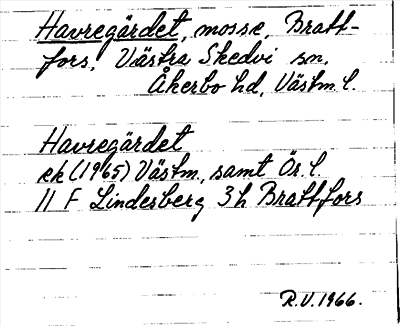 Havregärdet, mosse, Bratt-
fors, Västra Skedvi sn,
Åkerbo hd, Västm. l.
Havregärdet
ek (1965) Västm., samt Ör. l.
11 F Lindesberg 3h Brattfors
R.V. 1966.